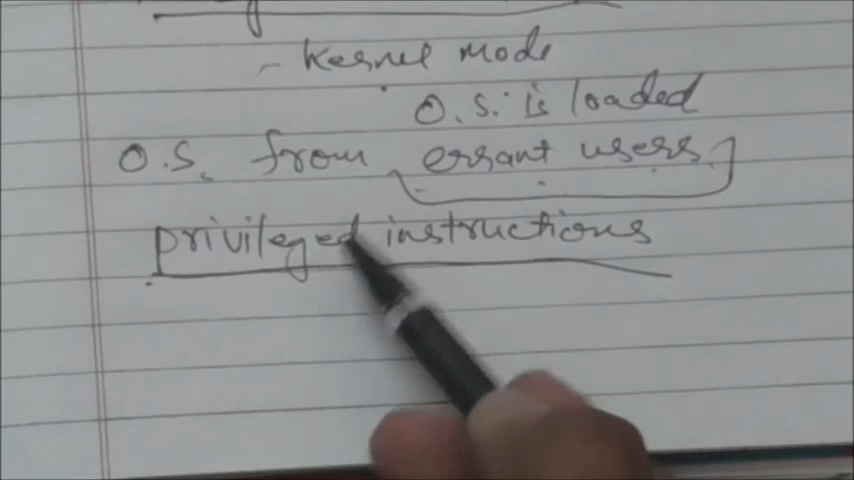 - kernel mode
O.S. is loaded
O.S. from errant users
privileged instructions